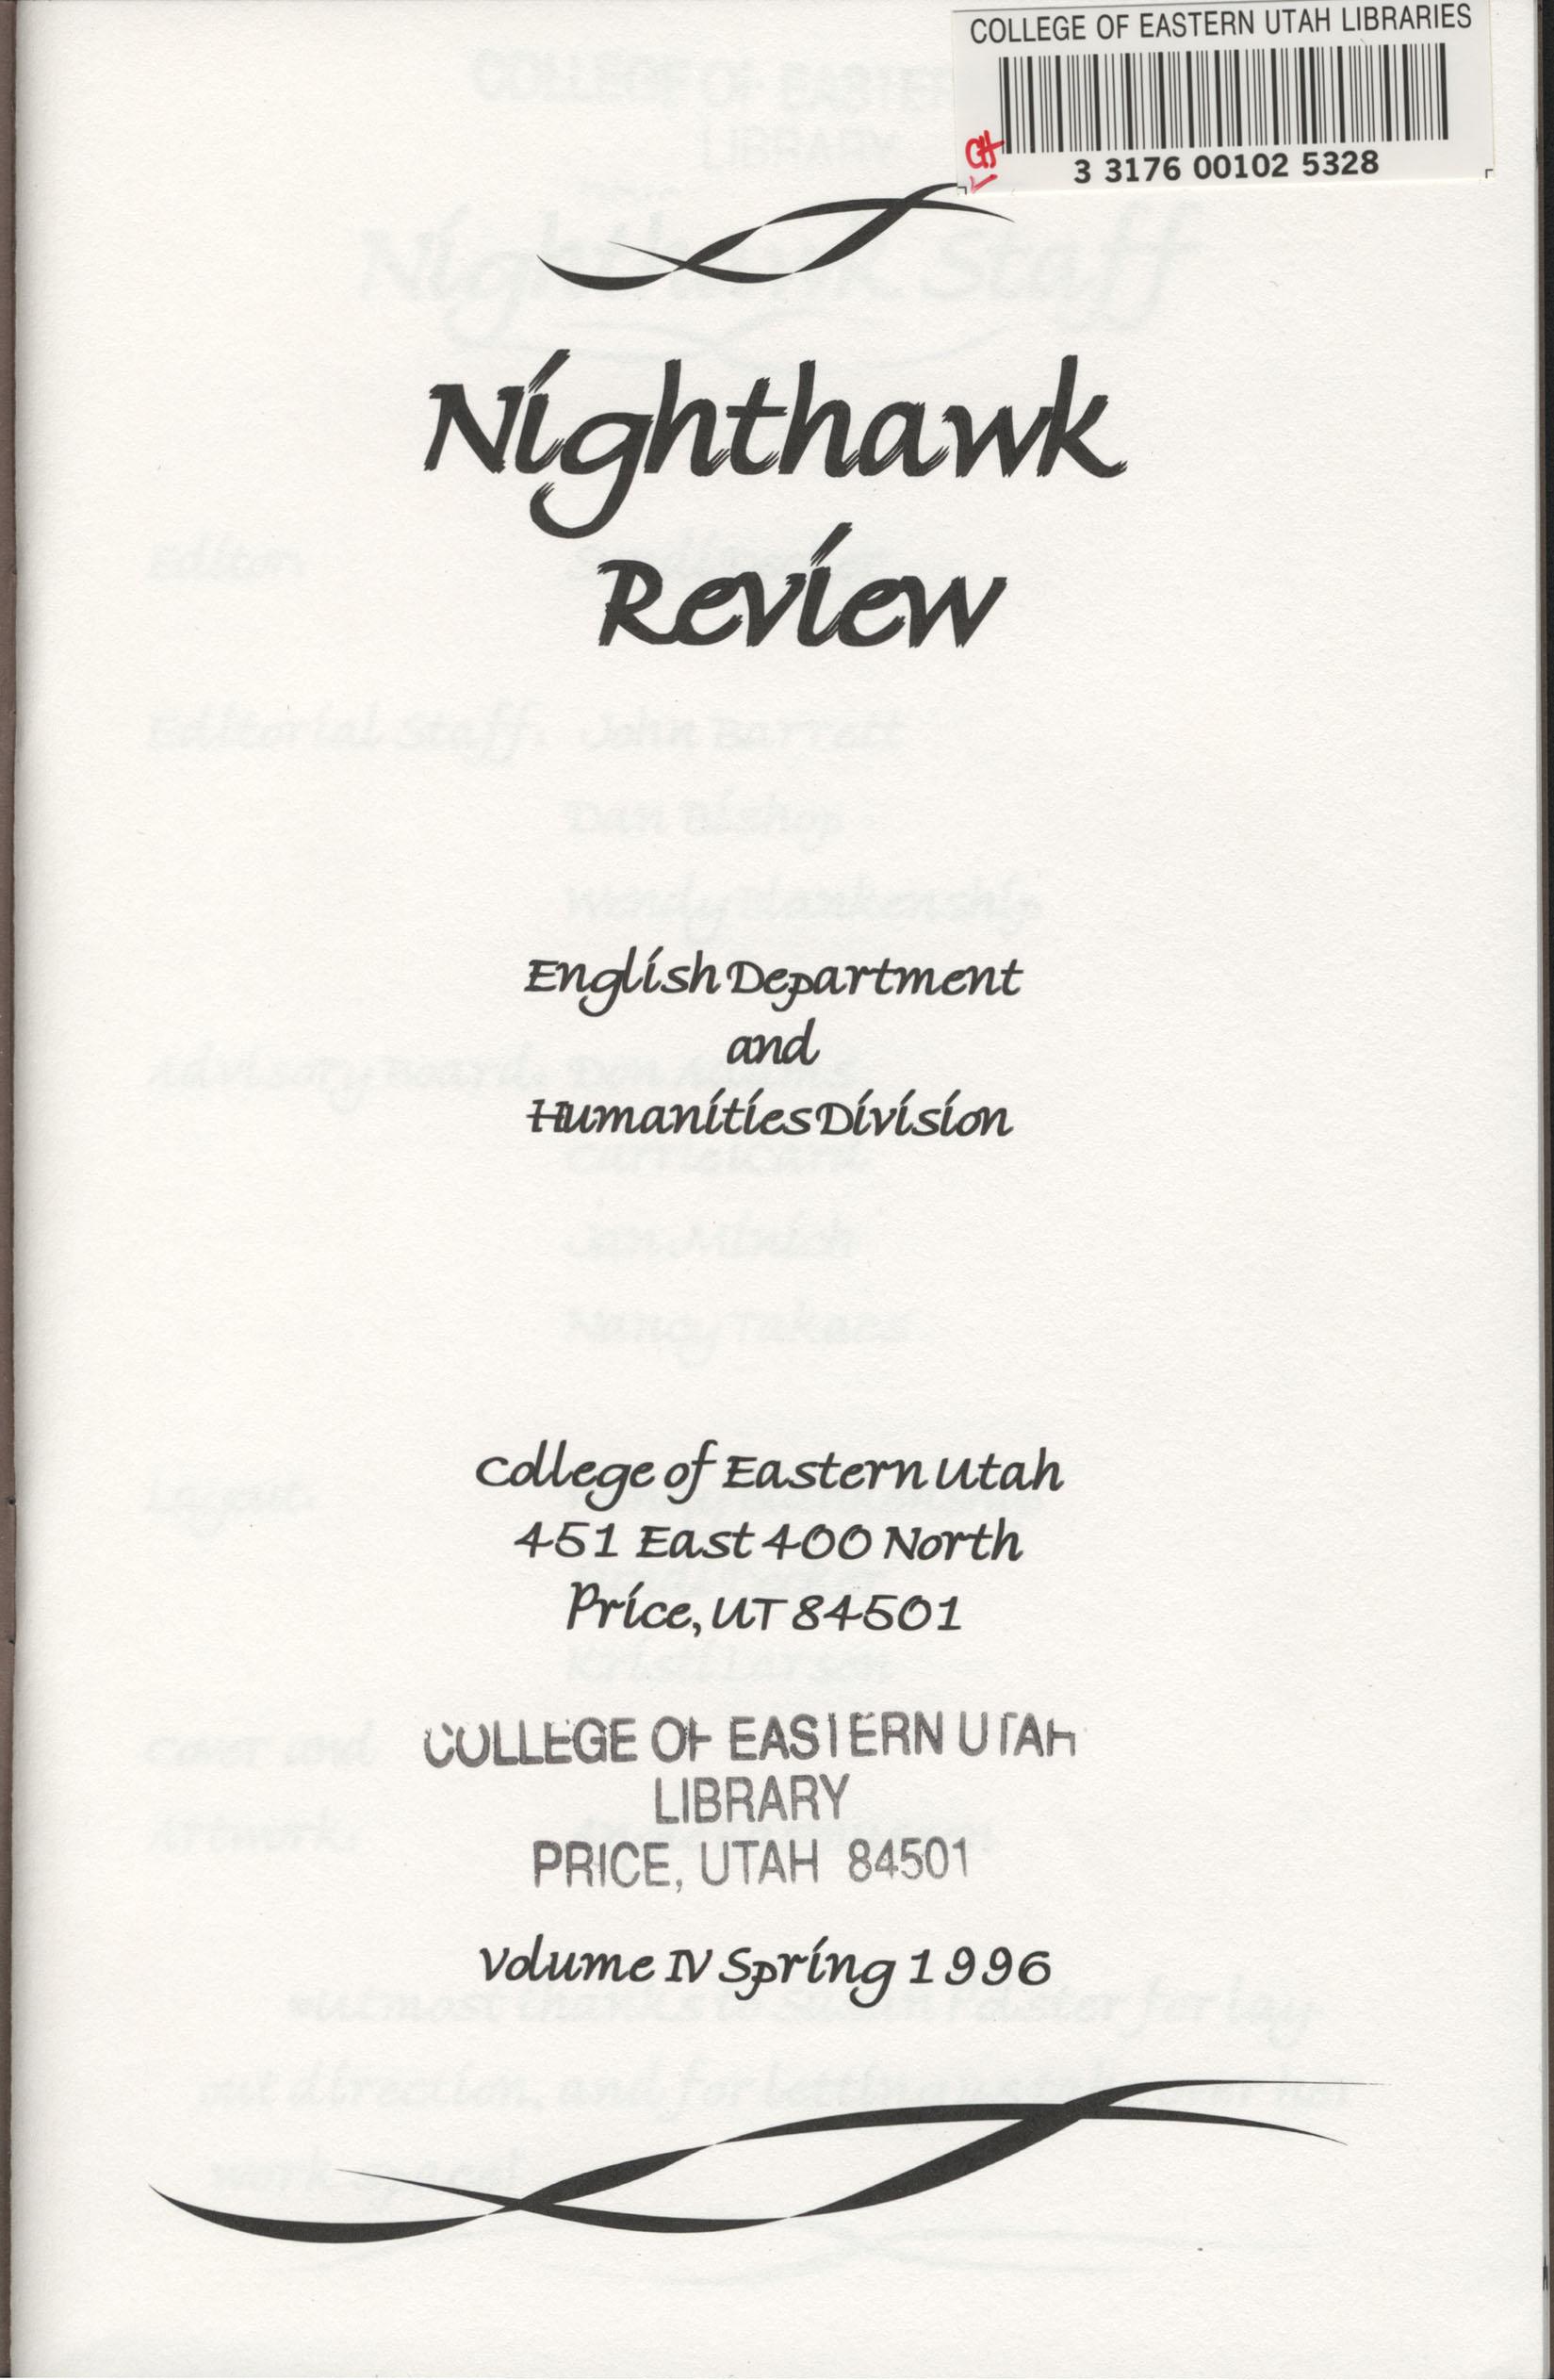 COLLEGE OF EASTERN UTAH LIBRARIES
3 3176 00102 5328
Nighthawk
Review
English Department
and
Humanities Division
College of Eastern Utah
451 East 400 North
Price, UT 84501
COLLEGE OF EASTERN UTAH
LIBRARY
PRICE, UTAH 84501
Volume IV Spring 1996